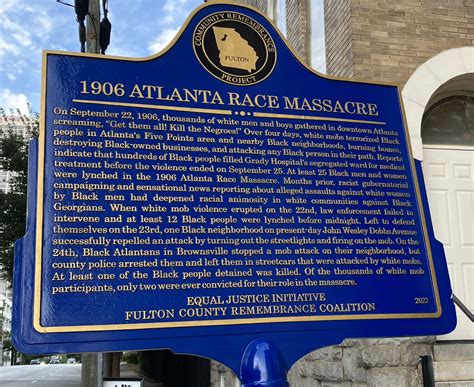 COMMUNITY REMEMBRANCE
FULTON
PROJECT
1906 ATLANTA RACE MASSACRE
On September 22, 1906, thousands of white men and boys gathered in downtown Atlanta
screaming, "Get them all! Kill the Negroes!" Over four days, white mobs terrorized Black
people in Atlanta's Five Points area and nearby Black neighborhoods, burning homes,
destroying Black-owned businesses, and attacking any Black person in their path. Reports
indicate that hundreds of Black people filled Grady Hospital's segregated ward for medical
treatment before the violence ended on September 25. At least 25 Black men and women
were lynched in the 1906 Atlanta Race Massacre. Months prior, racist gubernatorial
campaigning and sensational news reporting about alleged assaults against white women
by Black men had deepened racial animosity in white communities against Black
Georgians. When white mob violence erupted on the 22nd, law enforcement failed to
intervene and at least 12 Black people were lynched before midnight. Left to defend
themselves on the 23rd, one Black neighborhood on present-day John Wesley Dobbs Avenue
successfully repelled an attack by turning out the streetlights and firing on the mob. On the
24th, Black Atlantans in Brownsville stopped a mob attack on their neighborhood, but
county police arrested them and left them in streetcars that were attacked by white mobs.
At least one of the Black people detained was killed. Of the thousands of white mob
participants, only two were ever convicted for their role in the massacre.
EQUAL JUSTICE INITIATIVE
FULTON COUNTY REMEMBRANCE COALITION 2022